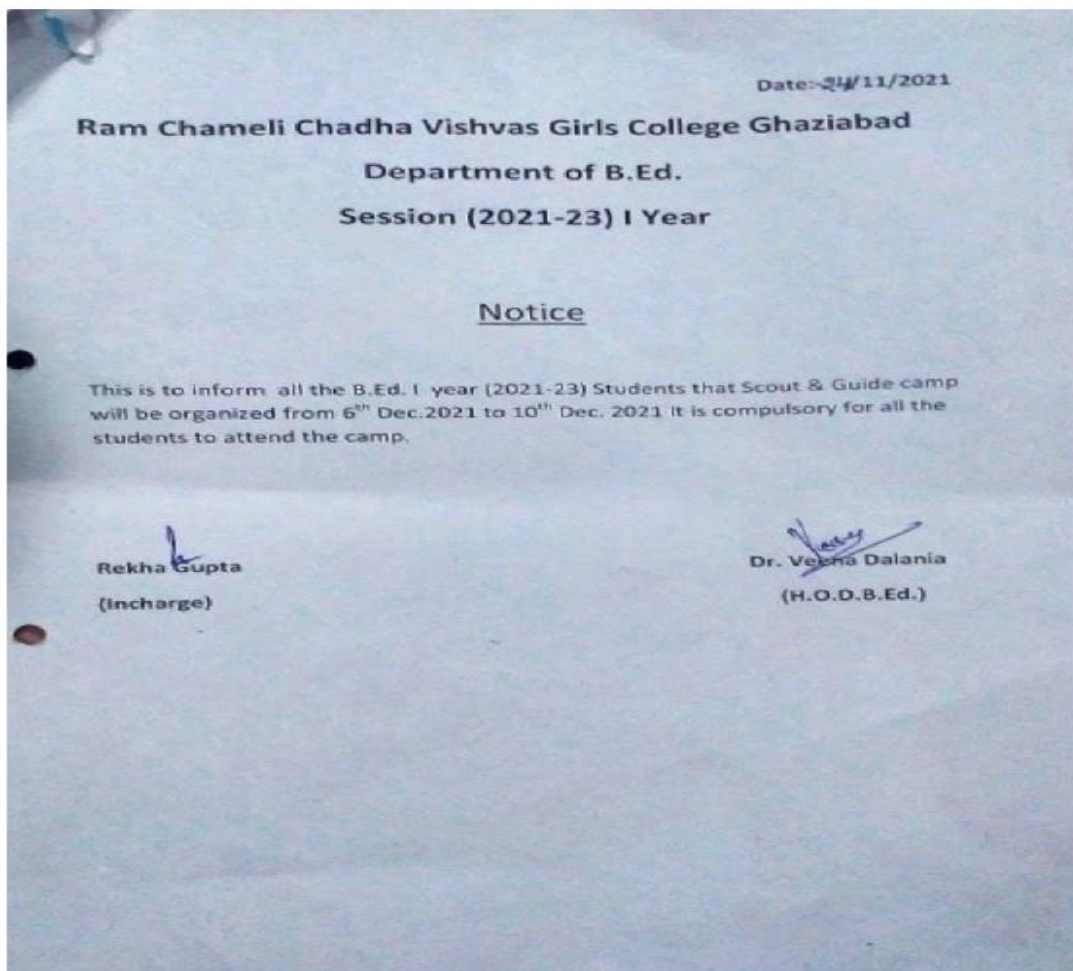 Date:-24/11/2021
Ram Chameli Chadha Vishvas Girls College Ghaziabad
Department of B.Ed.
Session (2021-23) I Year
Notice
This is to inform all the B.Ed. I year (2021-23) Students that Scout & Guide camp
will be organized from 6th Dec.2021 to 10th Dec. 2021 It is compulsory for all the
students to attend the camp.
Rekha Gupta
(Incharge)
Dr. Veena Dalania
(H.O.D.B.Ed.)